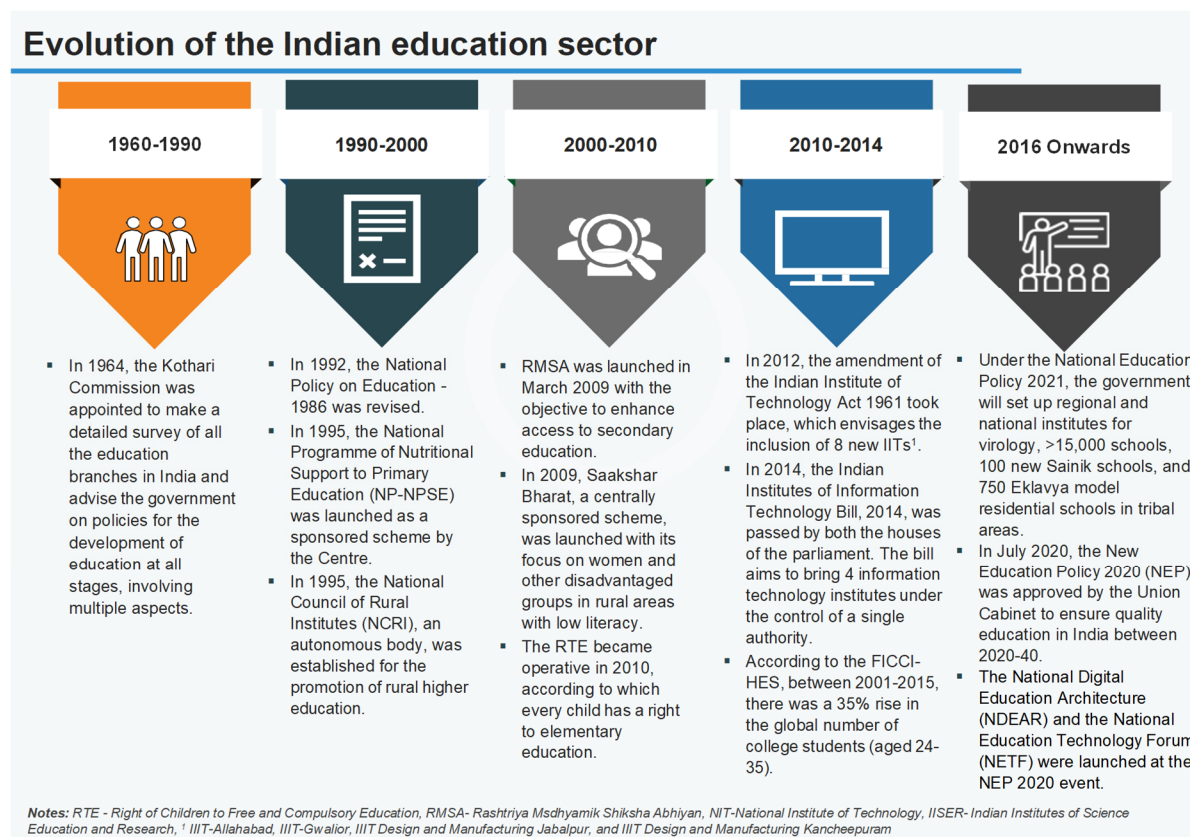 Evolution of the Indian education sector
1960-1990
1990-2000
2000-2010
2010-2014
2016 Onwards
▪ In 1964, the Kothari
Commission was
appointed to make a
detailed survey of all
the education
branches in India and
advise the government
on policies for the
development of
education at all
stages, involving
multiple aspects.
▪ In 1992, the National
Policy on Education -
1986 was revised.
▪ In 1995, the National
Programme of Nutritional
Support to Primary
Education (NP-NPSE)
was launched as a
sponsored scheme by
the Centre.
▪ In 1995, the National
Council of Rural
Institutes (NCRI), an
autonomous body, was
established for the
promotion of rural higher
education.
▪ RMSA was launched in
March 2009 with the
objective to enhance
access to secondary
education.
▪ In 2009, Saakshar
Bharat, a centrally
sponsored scheme,
was launched with its
focus on women and
other disadvantaged
groups in rural areas
with low literacy.
▪ The RTE became
operative in 2010,
according to which
every child has a right
to elementary
education.
▪ In 2012, the amendment of
the Indian Institute of
Technology Act 1961 took
place, which envisages the
inclusion of 8 new IITs¹.
▪ In 2014, the Indian
Institutes of Information
Technology Bill, 2014, was
passed by both the houses
of the parliament. The bill
aims to bring 4 information
technology institutes under
the control of a single
authority.
▪ According to the FICCI-
HES, between 2001-2015,
there was a 35% rise in
the global number of
college students (aged 24-
35).
▪ Under the National Education
Policy 2021, the government
will set up regional and
national institutes for
virology, >15,000 schools,
100 new Sainik schools, and
750 Eklavya model
residential schools in tribal
areas.
▪ In July 2020, the New
Education Policy 2020 (NEP)
was approved by the Union
Cabinet to ensure quality
education in India between
2020-40.
▪ The National Digital
Education Architecture
(NDEAR) and the National
Education Technology Forum
(NETF) were launched at the
NEP 2020 event.
Notes: RTE - Right of Children to Free and Compulsory Education, RMSA- Rashtriya Msdhyamik Shiksha Abhiyan, NIT-National Institute of Technology, IISER- Indian Institutes of Science
Education and Research, ¹ IIIT-Allahabad, IIIT-Gwalior, IIIT Design and Manufacturing Jabalpur, and IIIT Design and Manufacturing Kancheepuram